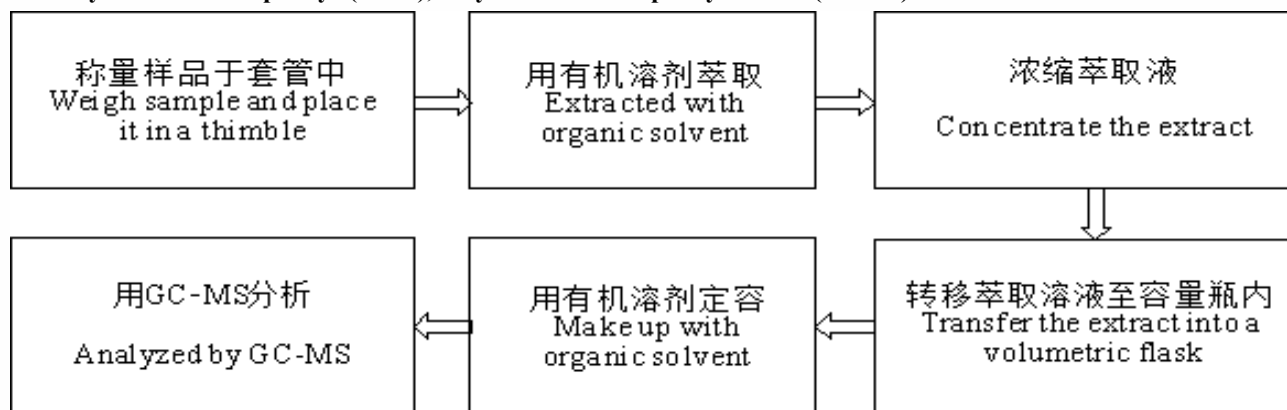 称量样品于套管中
Weigh sample and place
it in a thimble
用有机溶剂萃取
Extracted with
organic solvent
浓缩萃取液
Concentrate the extract
转移萃取溶液至容量瓶内
Transfer the extract into a
volumetric flask
用有机溶剂定容
Make up with
organic solvent
用GC-MS分析
Analyzed by GC-MS